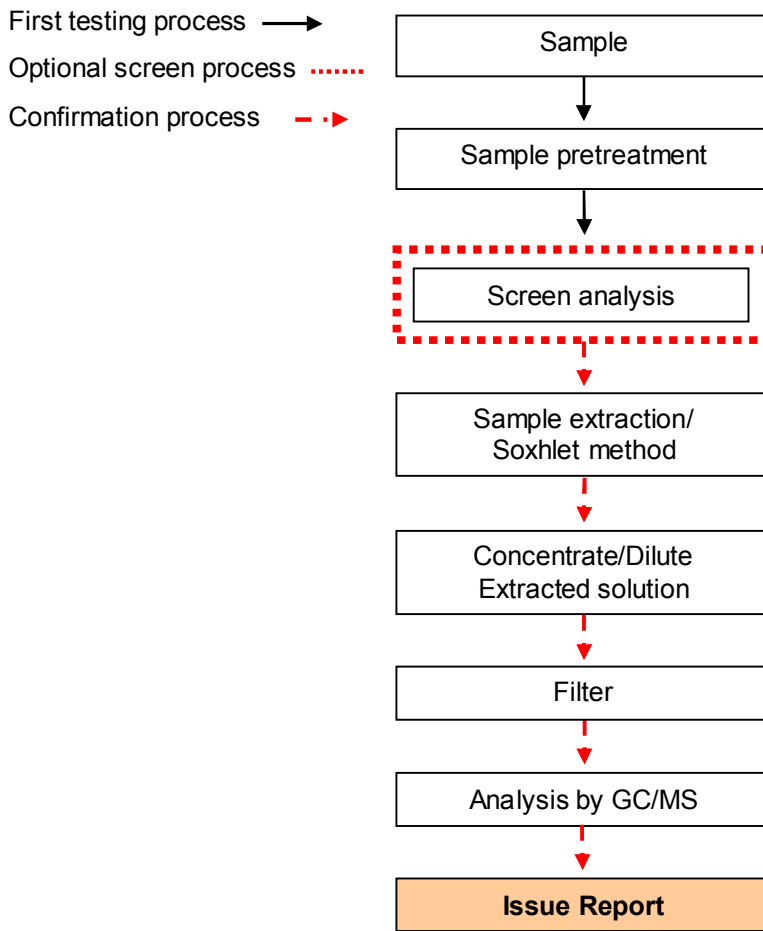 First testing process
Optional screen process
Confirmation process
Sample
Sample pretreatment
Screen analysis
Sample extraction/
Soxhlet method
Concentrate/Dilute
Extracted solution
Filter
Analysis by GC/MS
Issue Report